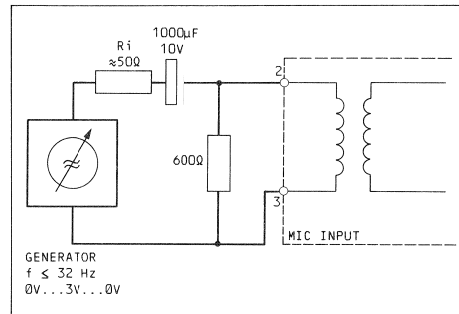 1000µF
10V
Ri
≈50Ω
2
600Ω
3
MIC INPUT
GENERATOR
f ≤ 32 Hz
0V...3V...0V